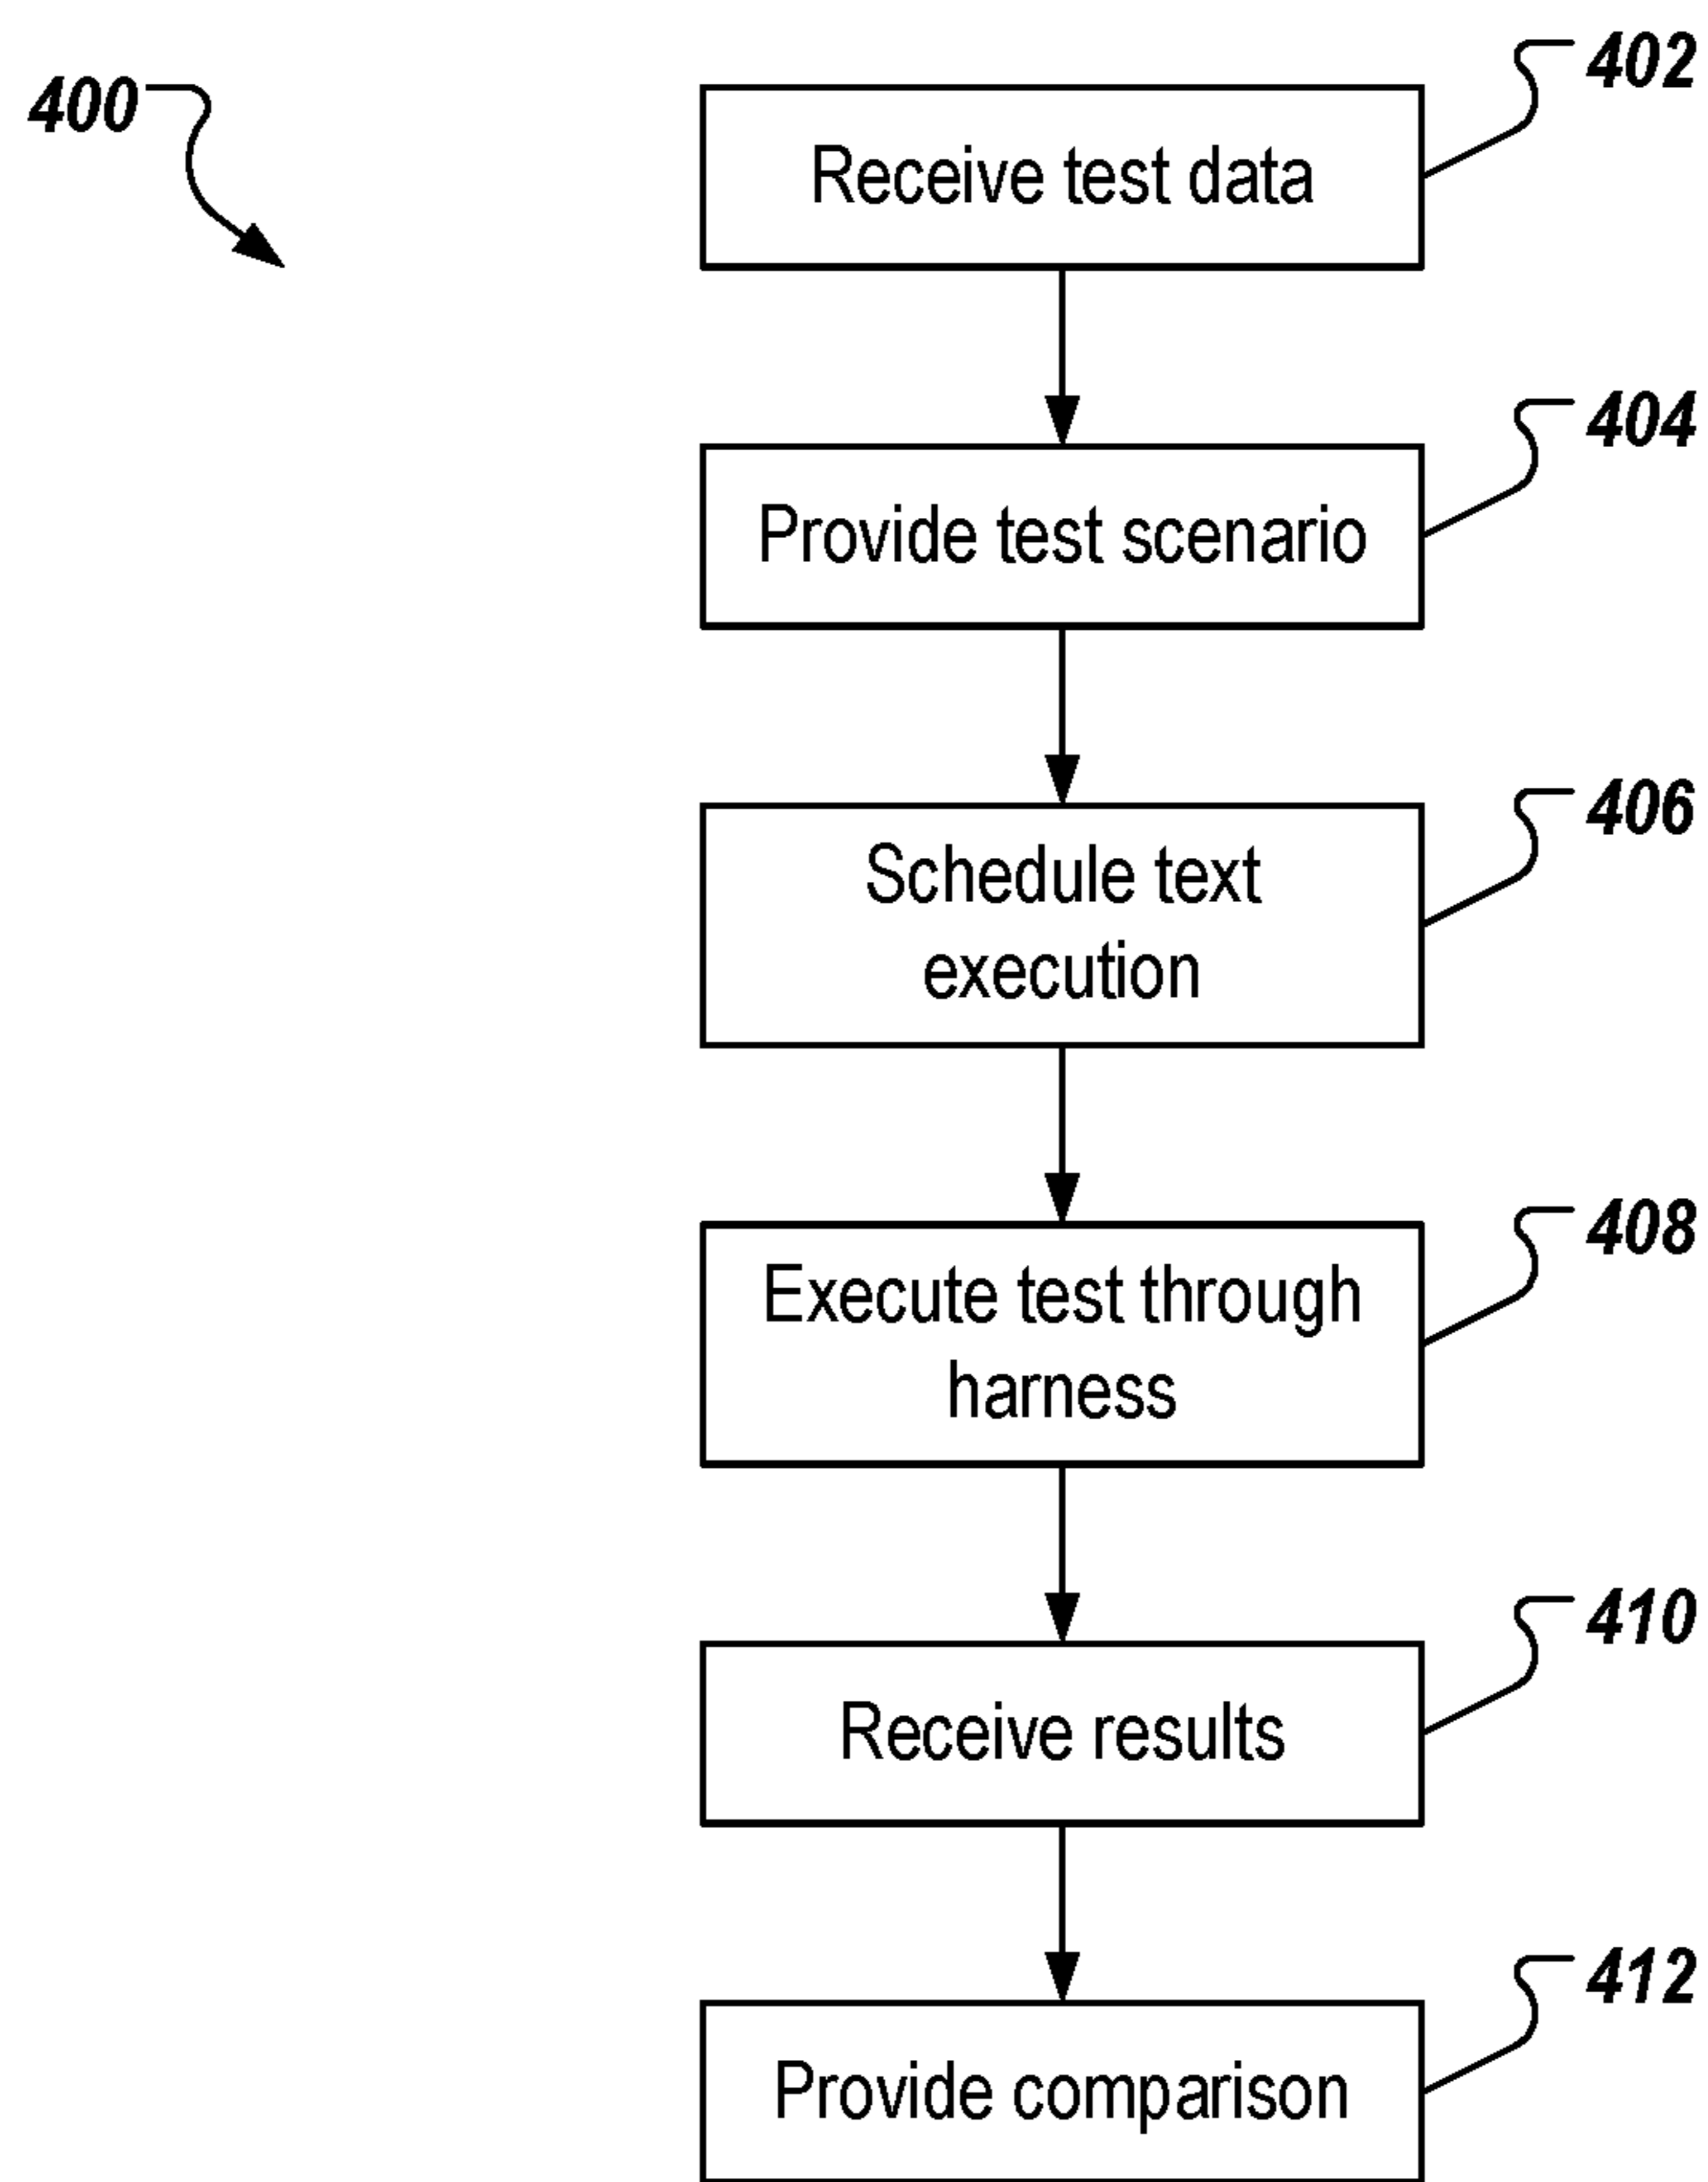 400
402
Receive test data
404
Provide test scenario
406
Schedule text
execution
408
Execute test through
harness
410
Receive results
412
Provide comparison